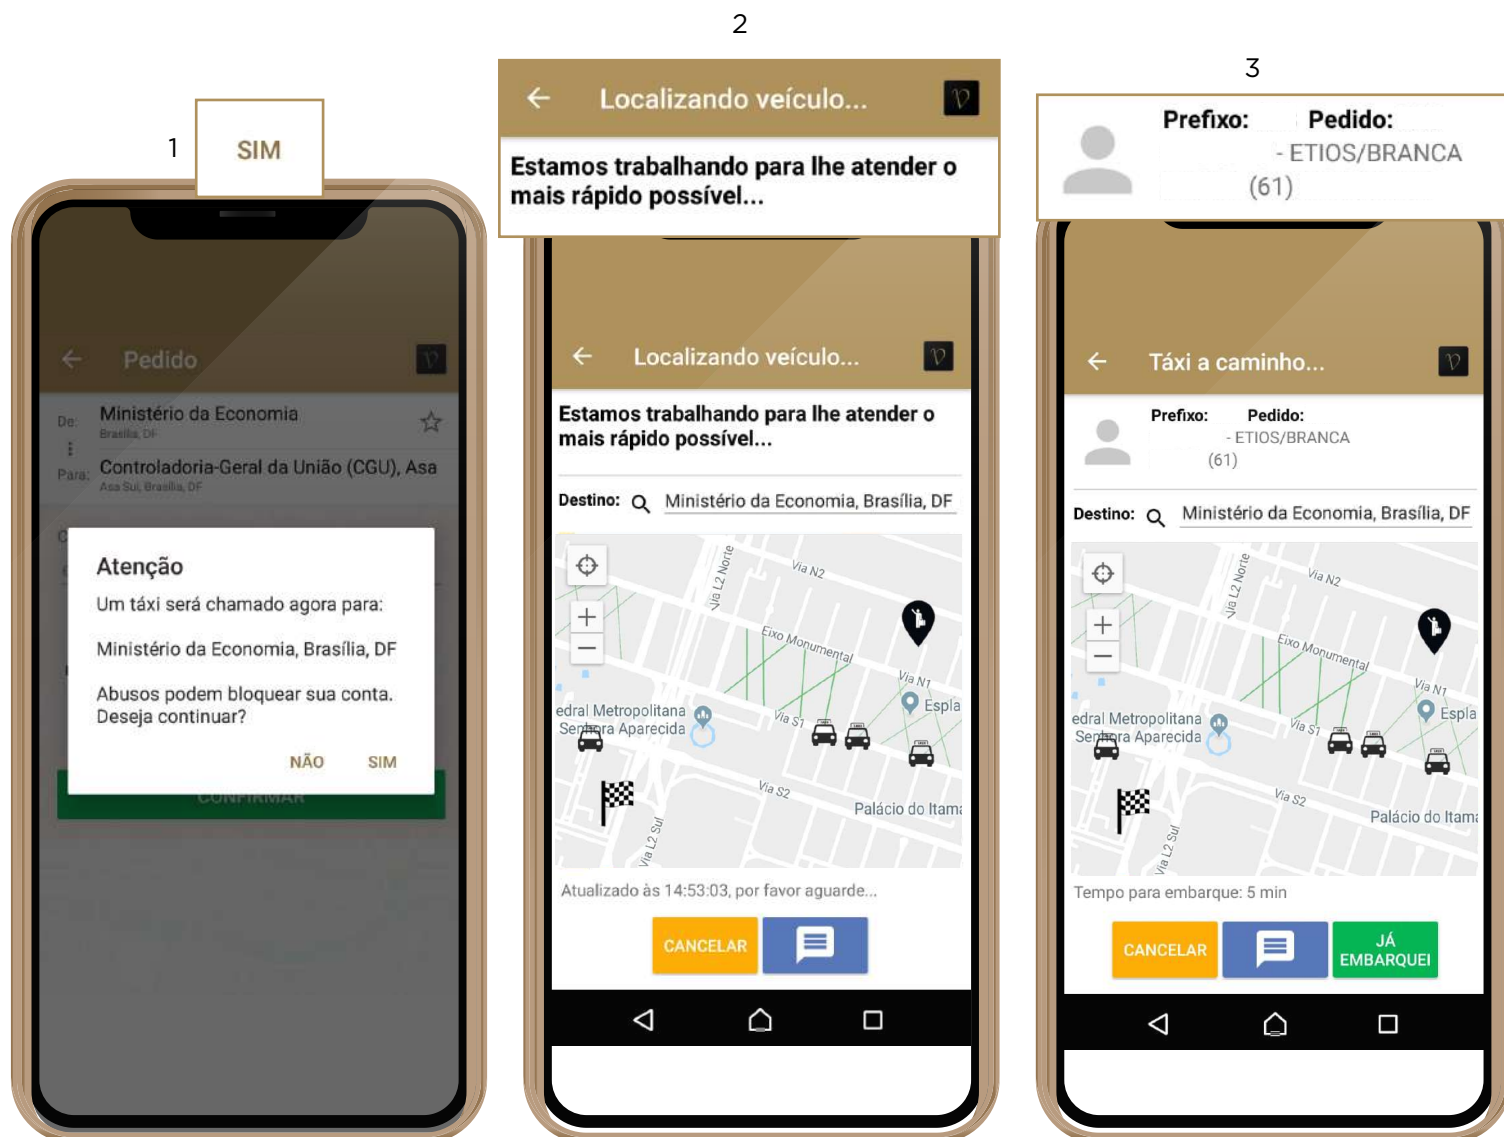 2
3
1
SIM
Localizando veículo...
Estamos trabalhando para lhe atender o
mais rápido possível...
Prefixo: Pedido:
- ETIOS/BRANCA
(61)
Pedido
De: Ministério da Economia
Brasília, DF
Para: Controladoria-Geral da União (CGU), Asa
Asa Sul, Brasília, DF
Atenção
Um táxi será chamado agora para:
Ministério da Economia, Brasília, DF
Abusos podem bloquear sua conta.
Deseja continuar?
NÃO SIM
CONFIRMAR
Localizando veículo...
Estamos trabalhando para lhe atender o
mais rápido possível...
Destino: Ministério da Economia, Brasília, DF
Via L2 Norte
Via N2
Eixo Monumental
Via N1
Espla
edral Metropolitana
Senhora Aparecida
Via S1
Via S2
Palácio do Itama
Via L2 Sul
Atualizado às 14:53:03, por favor aguarde...
CANCELAR
Táxi a caminho...
Prefixo: Pedido:
- ETIOS/BRANCA
(61)
Destino: Ministério da Economia, Brasília, DF
Via L2 Norte
Via N2
Eixo Monumental
Via N1
Espla
edral Metropolitana
Senhora Aparecida
Via S1
Via S2
Palácio do Itama
Via L2 Sul
Tempo para embarque: 5 min
CANCELAR
JÁ
EMBARQUEI